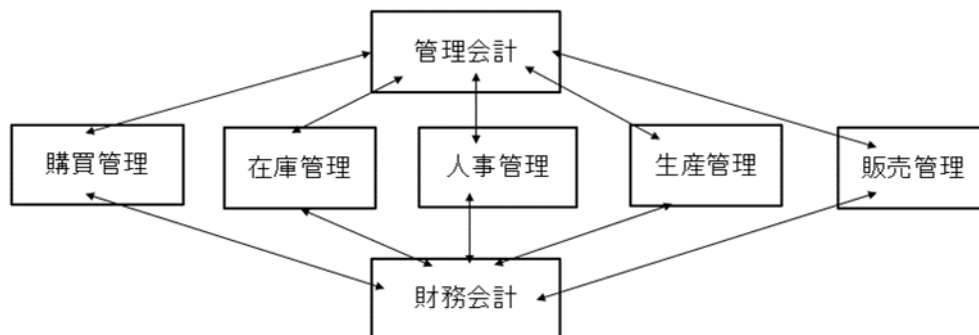 管理会計
購買管理
在庫管理
人事管理
生産管理
販売管理
財務会計